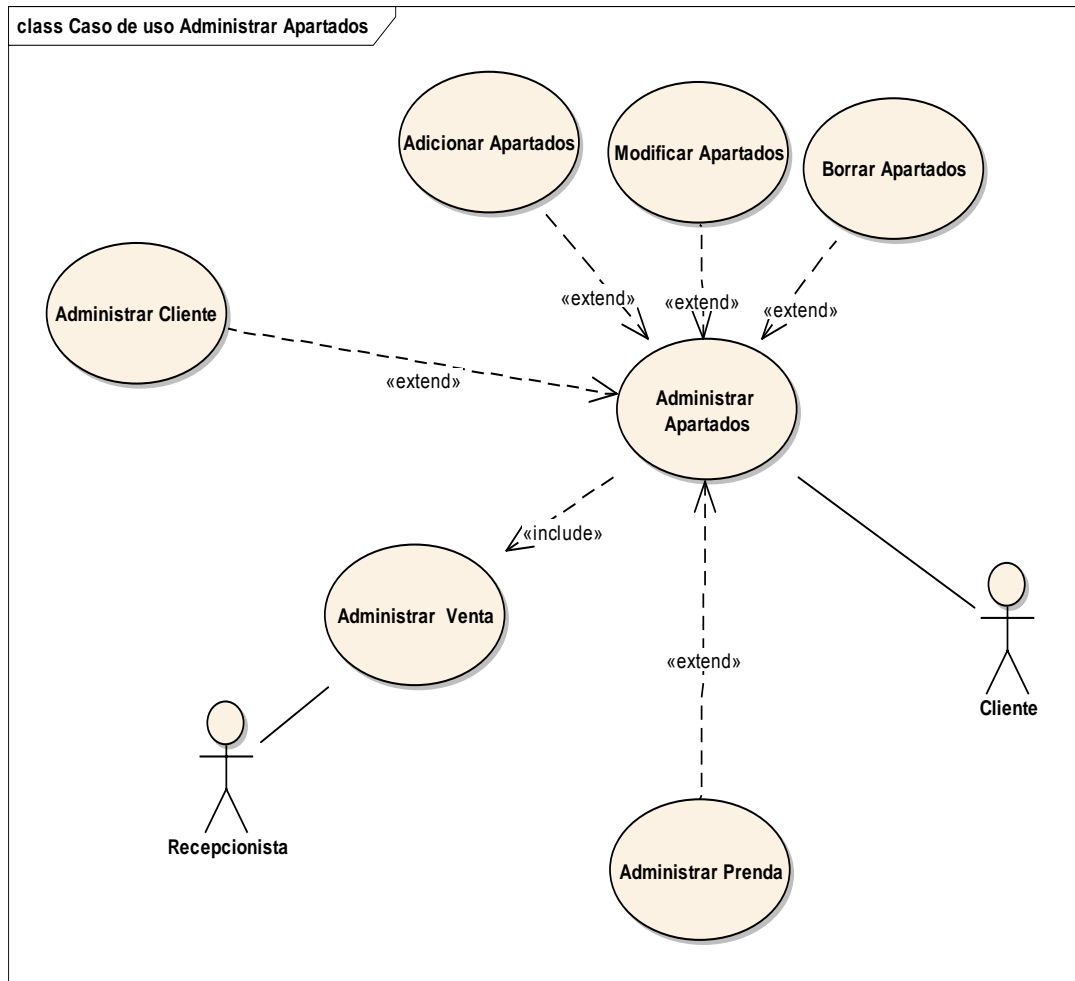 class Caso de uso Administrar Apartados
Adicionar Apartados
Modificar Apartados
Borrar Apartados
Administrar Cliente
«extend»
«extend»
«extend»
«extend»
Administrar
Apartados
«include»
Administrar Venta
«extend»
Cliente
Recepcionista
Administrar Prenda